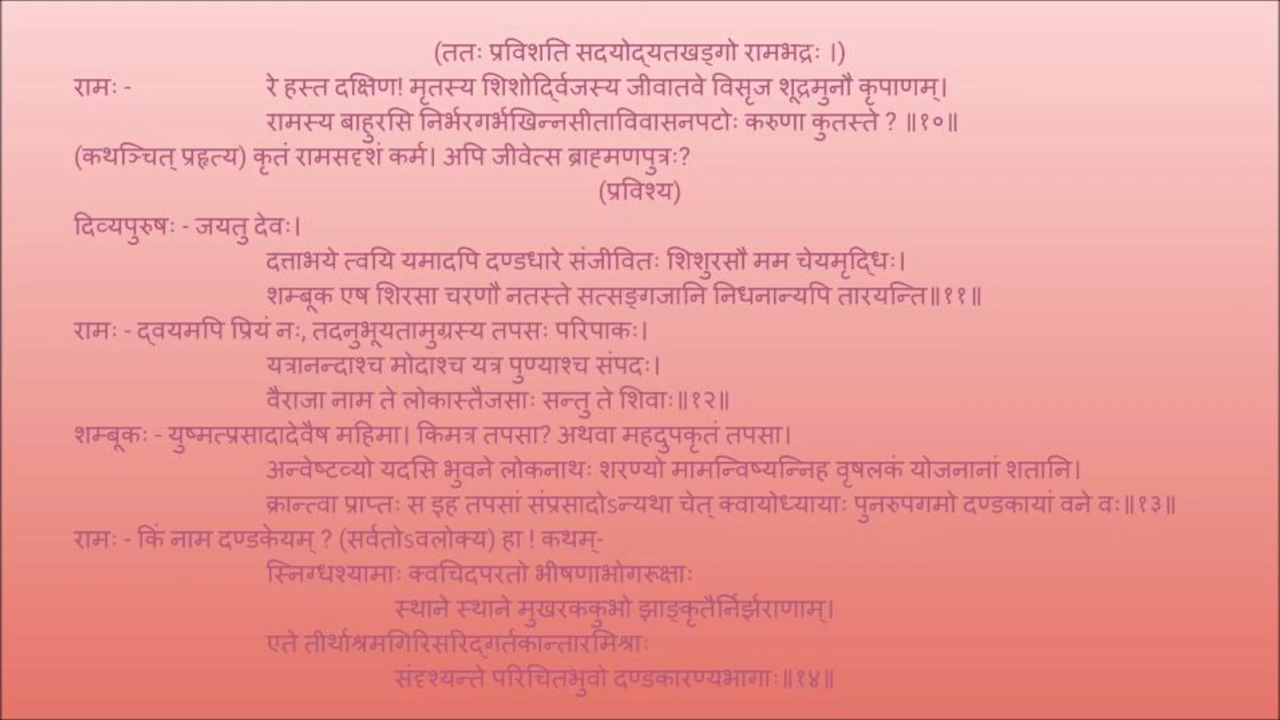 (ततः प्रविशति सदयोद्यतखड्गो रामभद्रः ।)
रामः - रे हस्त दक्षिण! मृतस्य शिशोर्द्विजस्य जीवातवे विसृज शूद्रमुनौ कृपाणम्।
रामस्य बाहुरसि निर्भरगर्भखिन्नसीताविवासनपटोः करुणा कुतस्ते ? ॥१०॥
(कथञ्चित् प्रहृत्य) कृतं रामसदृशं कर्म। अपि जीवेत्स ब्राह्मणपुत्रः?
(प्रविश्य)
दिव्यपुरुषः - जयतु देवः।
दत्ताभये त्वयि यमादपि दण्डधारे संजीवितः शिशुरसौ मम चेयमृद्धिः।
शम्बूक एष शिरसा चरणौ नतस्ते सत्सङ्गजानि निधनान्यपि तारयन्ति॥११॥
रामः - द्वयमपि प्रियं नः, तदनुभूयतामुग्रस्य तपसः परिपाकः।
यत्रानन्दाश्च मोदाश्च यत्र पुण्याश्च संपदः।
वैराजा नाम ते लोकास्तैजसाः सन्तु ते शिवाः॥१२॥
शम्बूकः - युष्मत्प्रसादादेवैष महिमा। किमत्र तपसा? अथवा महदुपकृतं तपसा।
अन्वेष्टव्यो यदसि भुवने लोकनाथः शरण्यो मामन्विष्यन्निह वृषलकं योजनानां शतानि।
क्रान्त्वा प्राप्तः स इह तपसां संप्रसादोऽन्यथा चेत् क्वायोध्यायाः पुनरुपगमो दण्डकायां वने वः॥१३॥
रामः - किं नाम दण्डकेयम् ? (सर्वतोऽवलोक्य) हा ! कथम्-
स्निग्धश्यामाः क्वचिदपरतो भीषणाभोगरूक्षाः
स्थाने स्थाने मुखरककुभो झाङ्कृतैर्निर्झराणाम्।
एते तीर्थाश्रमगिरिसरिद्गर्तकान्तारमिश्राः
संदृश्यन्ते परिचितभुवो दण्डकारण्यभागाः॥१४॥